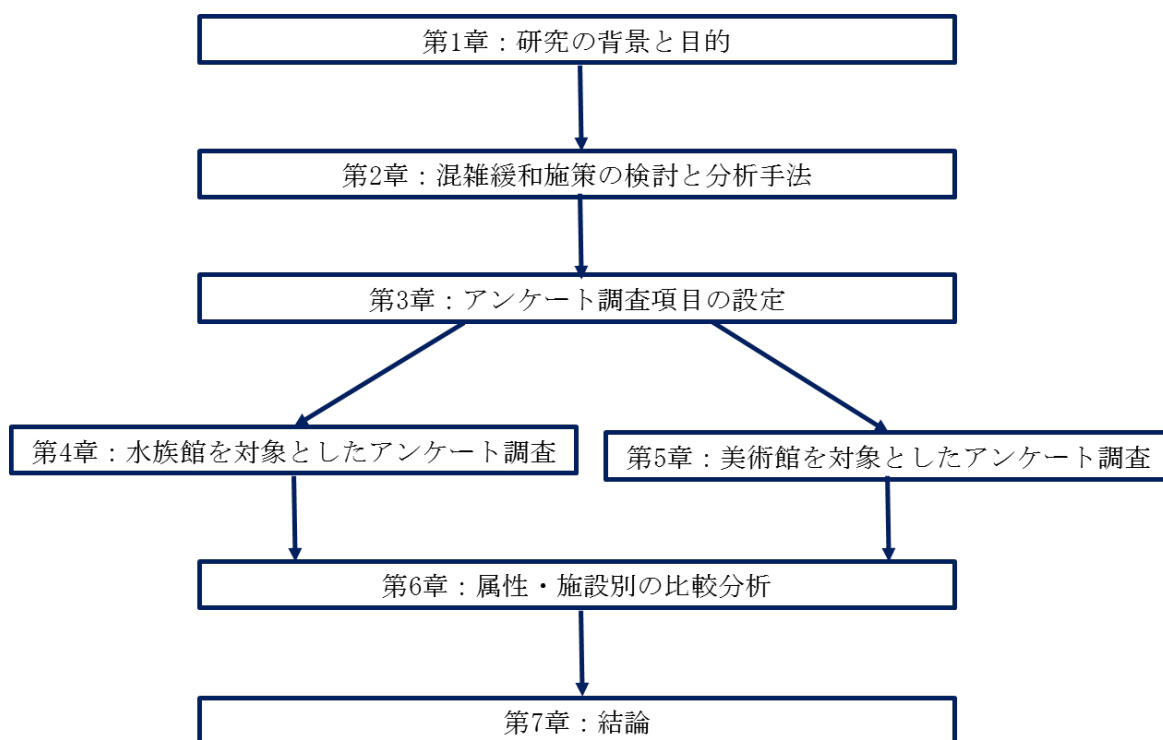 第1章：研究の背景と目的
第2章：混雑緩和施策の検討と分析手法
第3章：アンケート調査項目の設定
第4章：水族館を対象としたアンケート調査
第5章：美術館を対象としたアンケート調査
第6章：属性・施設別の比較分析
第7章：結論